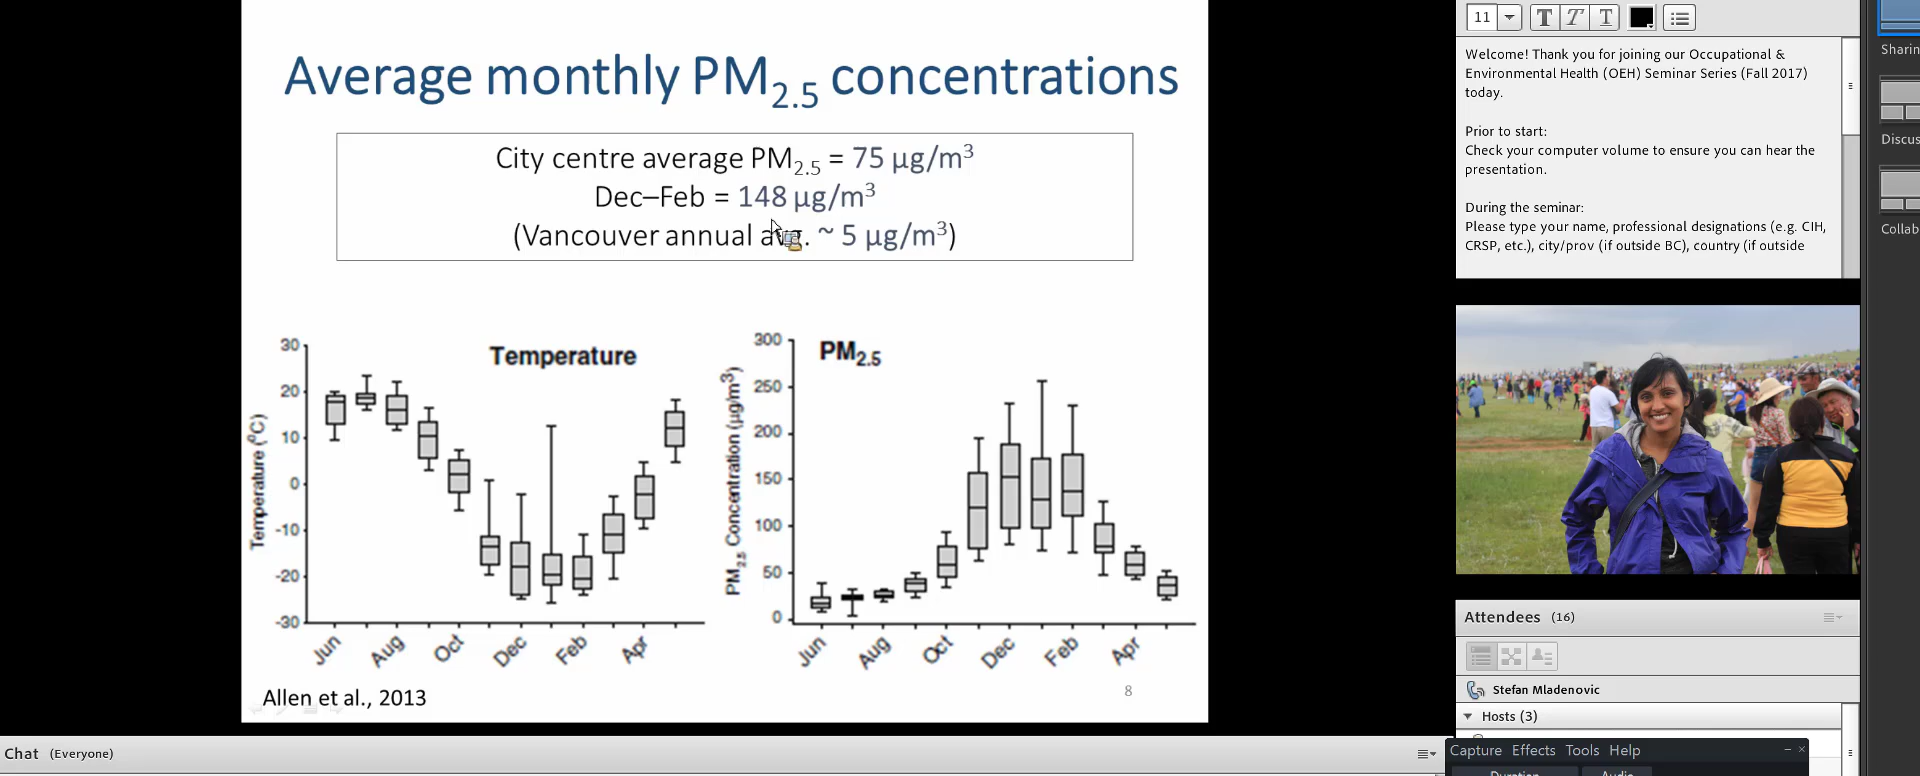 Average monthly PM2.5 concentrations
City centre average PM2.5 = 75 µg/m³
Dec–Feb = 148 µg/m³
(Vancouver annual avg. ~ 5 µg/m³)
Temperature
Temperature (⁰C)
30
20
10
0
-10
-20
-30
Jun
Aug
Oct
Dec
Feb
Apr
PM2.5
PM2.5 Concentration (µg/m³)
300
250
200
150
100
50
0
Jun
Aug
Oct
Dec
Feb
Apr
Allen et al., 2013
8
11
T T T
Welcome! Thank you for joining our Occupational &
Environmental Health (OEH) Seminar Series (Fall 2017)
today.
Prior to start:
Check your computer volume to ensure you can hear the
presentation.
During the seminar:
Please type your name, professional designations (e.g. CIH,
CRSP, etc.), city/prov (if outside BC), country (if outside
Sharin
Discus
Collab
Attendees (16)
Stefan Mladenovic
Hosts (3)
Chat (Everyone)
Capture Effects Tools Help
Duration Audio